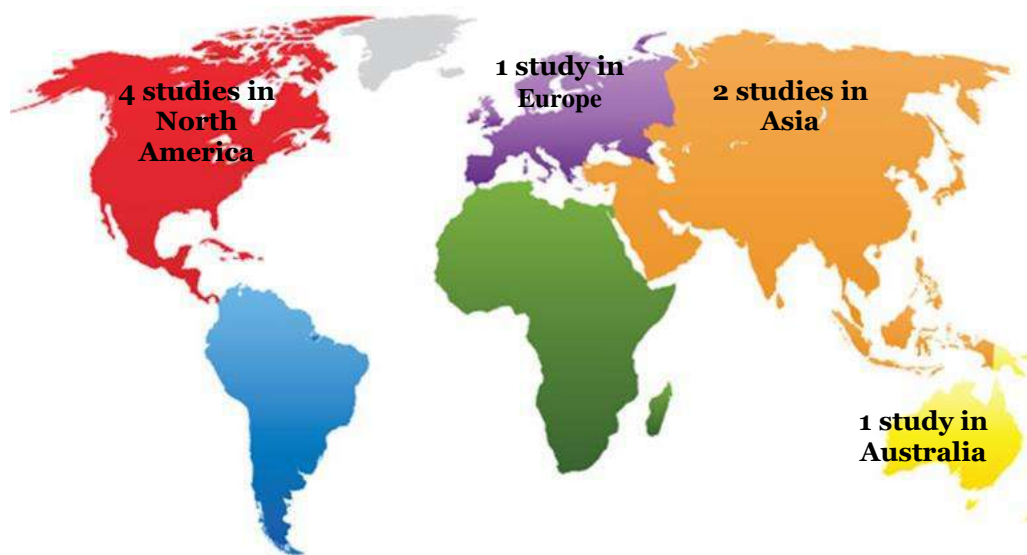 4 studies in
North
America
1 study in
Europe
2 studies in
Asia
1 study in
Australia